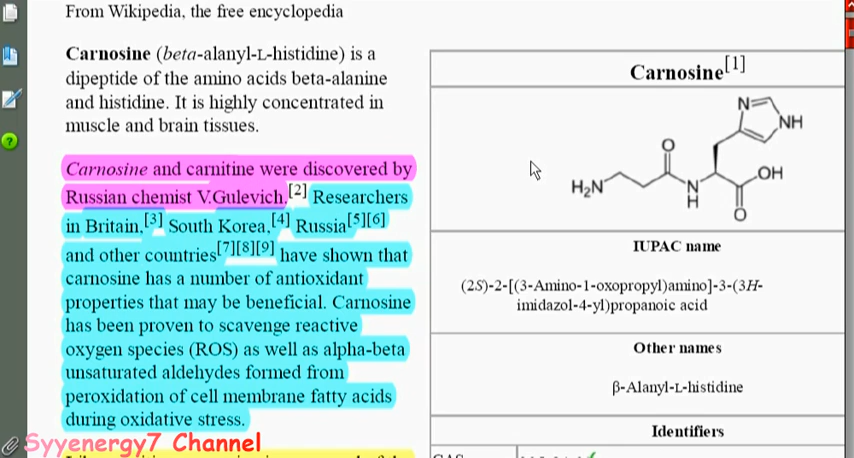 From Wikipedia, the free encyclopedia
Carnosine (beta-alanyl-L-histidine) is a
dipeptide of the amino acids beta-alanine
and histidine. It is highly concentrated in
muscle and brain tissues.
Carnosine and carnitine were discovered by
Russian chemist V.Gulevich.[2] Researchers
in Britain,[3] South Korea,[4] Russia[5][6]
and other countries[7][8][9] have shown that
carnosine has a number of antioxidant
properties that may be beneficial. Carnosine
has been proven to scavenge reactive
oxygen species (ROS) as well as alpha-beta
unsaturated aldehydes formed from
peroxidation of cell membrane fatty acids
during oxidative stress.
Syyenergy7 Channel
Carnosine[1]
N
NH
O
OH
H2N
N
H
O
IUPAC name
(2S)-2-[(3-Amino-1-oxopropyl)amino]-3-(3H-
imidazol-4-yl)propanoic acid
Other names
β-Alanyl-L-histidine
Identifiers